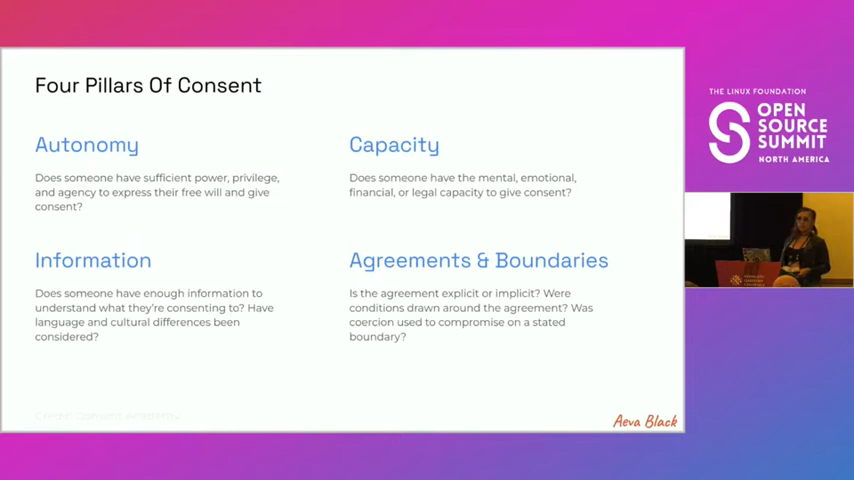 Four Pillars Of Consent
Autonomy
Does someone have sufficient power, privilege,
and agency to express their free will and give
consent?
Capacity
Does someone have the mental, emotional,
financial, or legal capacity to give consent?
Information
Does someone have enough information to
understand what they're consenting to? Have
language and cultural differences been
considered?
Agreements & Boundaries
Is the agreement explicit or implicit? Were
conditions drawn around the agreement? Was
coercion used to compromise on a stated
boundary?
Credit: Consent Academy
Aeva Black
THE LINUX FOUNDATION
OPEN
SOURCE
SUMMIT
NORTH AMERICA